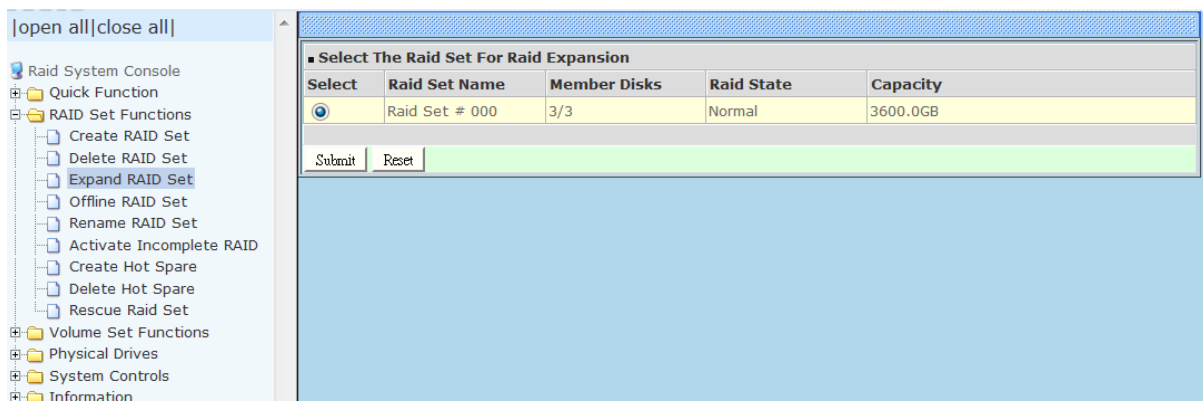 |open all|close all|
Raid System Console
Quick Function
RAID Set Functions
Create RAID Set
Delete RAID Set
Expand RAID Set
Offline RAID Set
Rename RAID Set
Activate Incomplete RAID
Create Hot Spare
Delete Hot Spare
Rescue Raid Set
Volume Set Functions
Physical Drives
System Controls
Information
Select The Raid Set For Raid Expansion
Select Raid Set Name Member Disks Raid State Capacity
Raid Set # 000 3/3 Normal 3600.0GB
Submit Reset